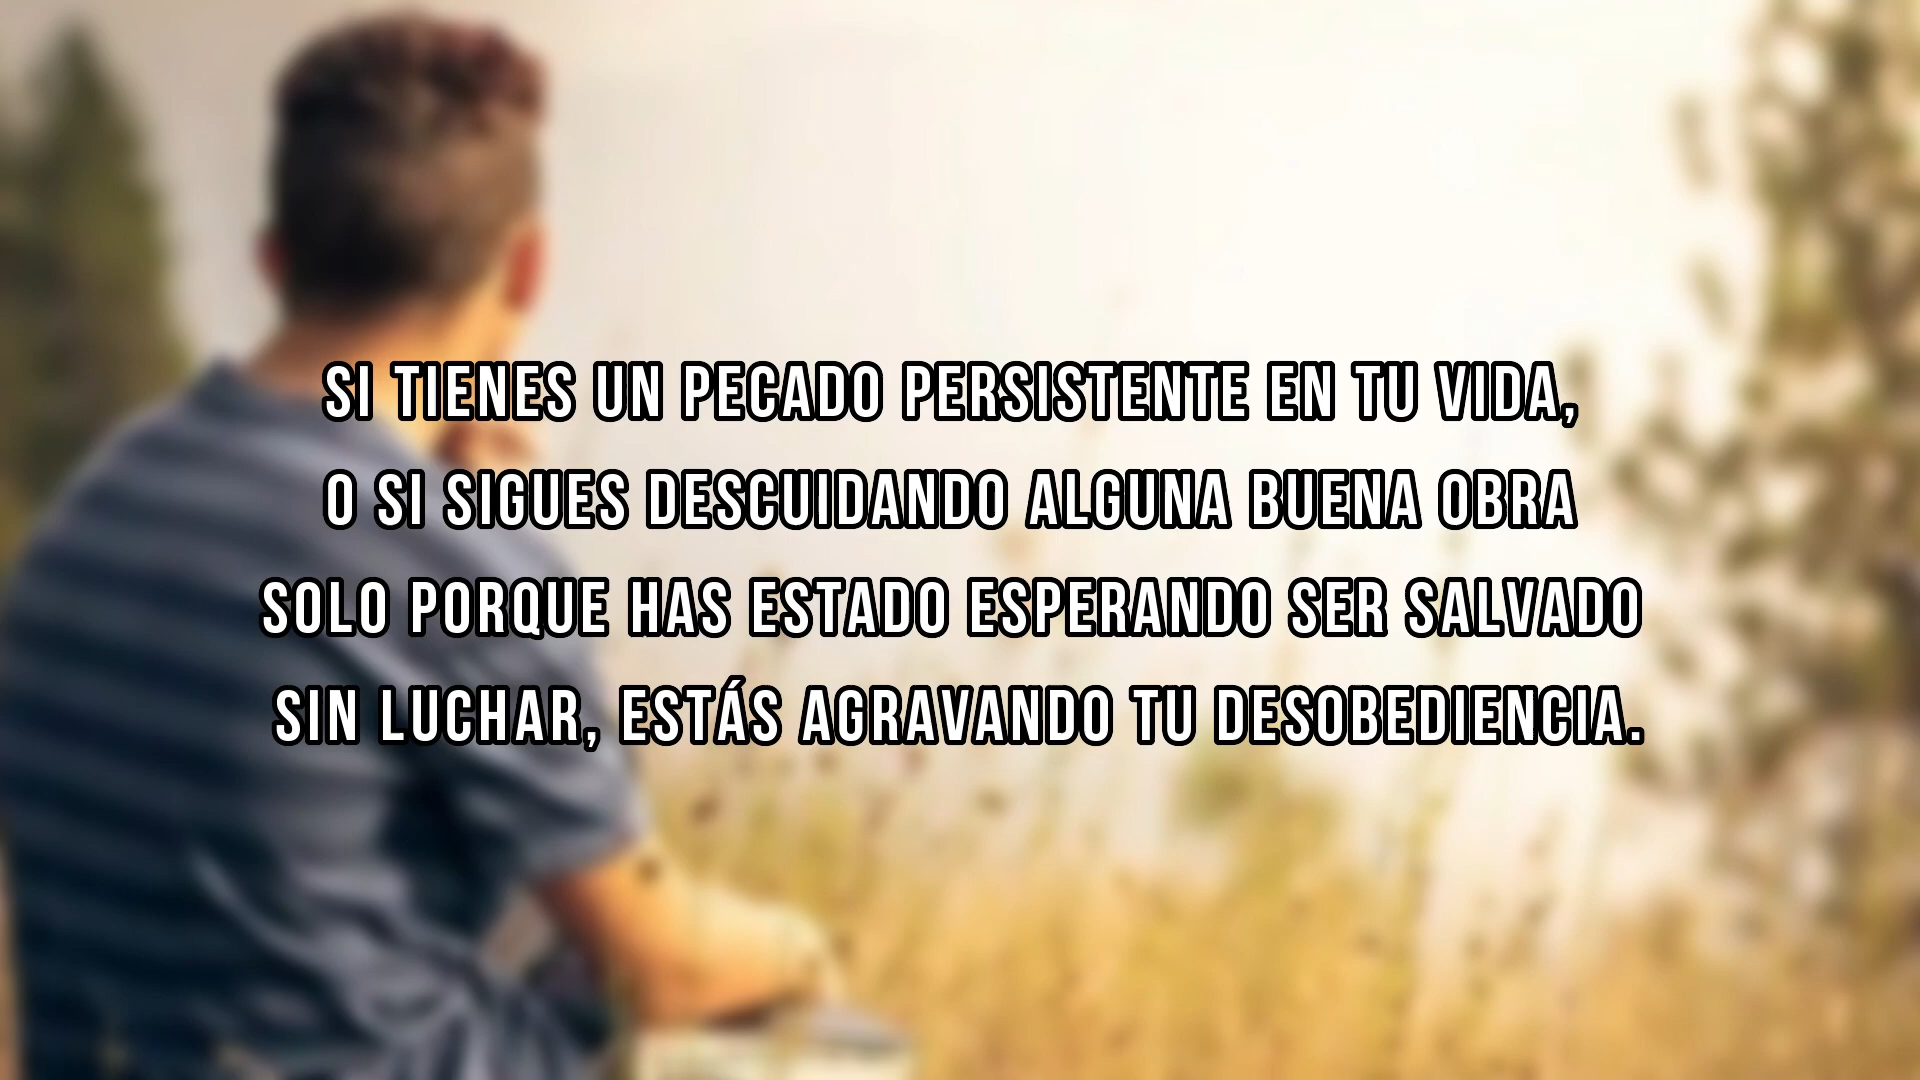 SI TIENES UN PECADO PERSISTENTE EN TU VIDA,
O SI SIGUES DESCUIDANDO ALGUNA BUENA OBRA
SOLO PORQUE HAS ESTADO ESPERANDO SER SALVADO
SIN LUCHAR, ESTÁS AGRAVANDO TU DESOBEDIENCIA.